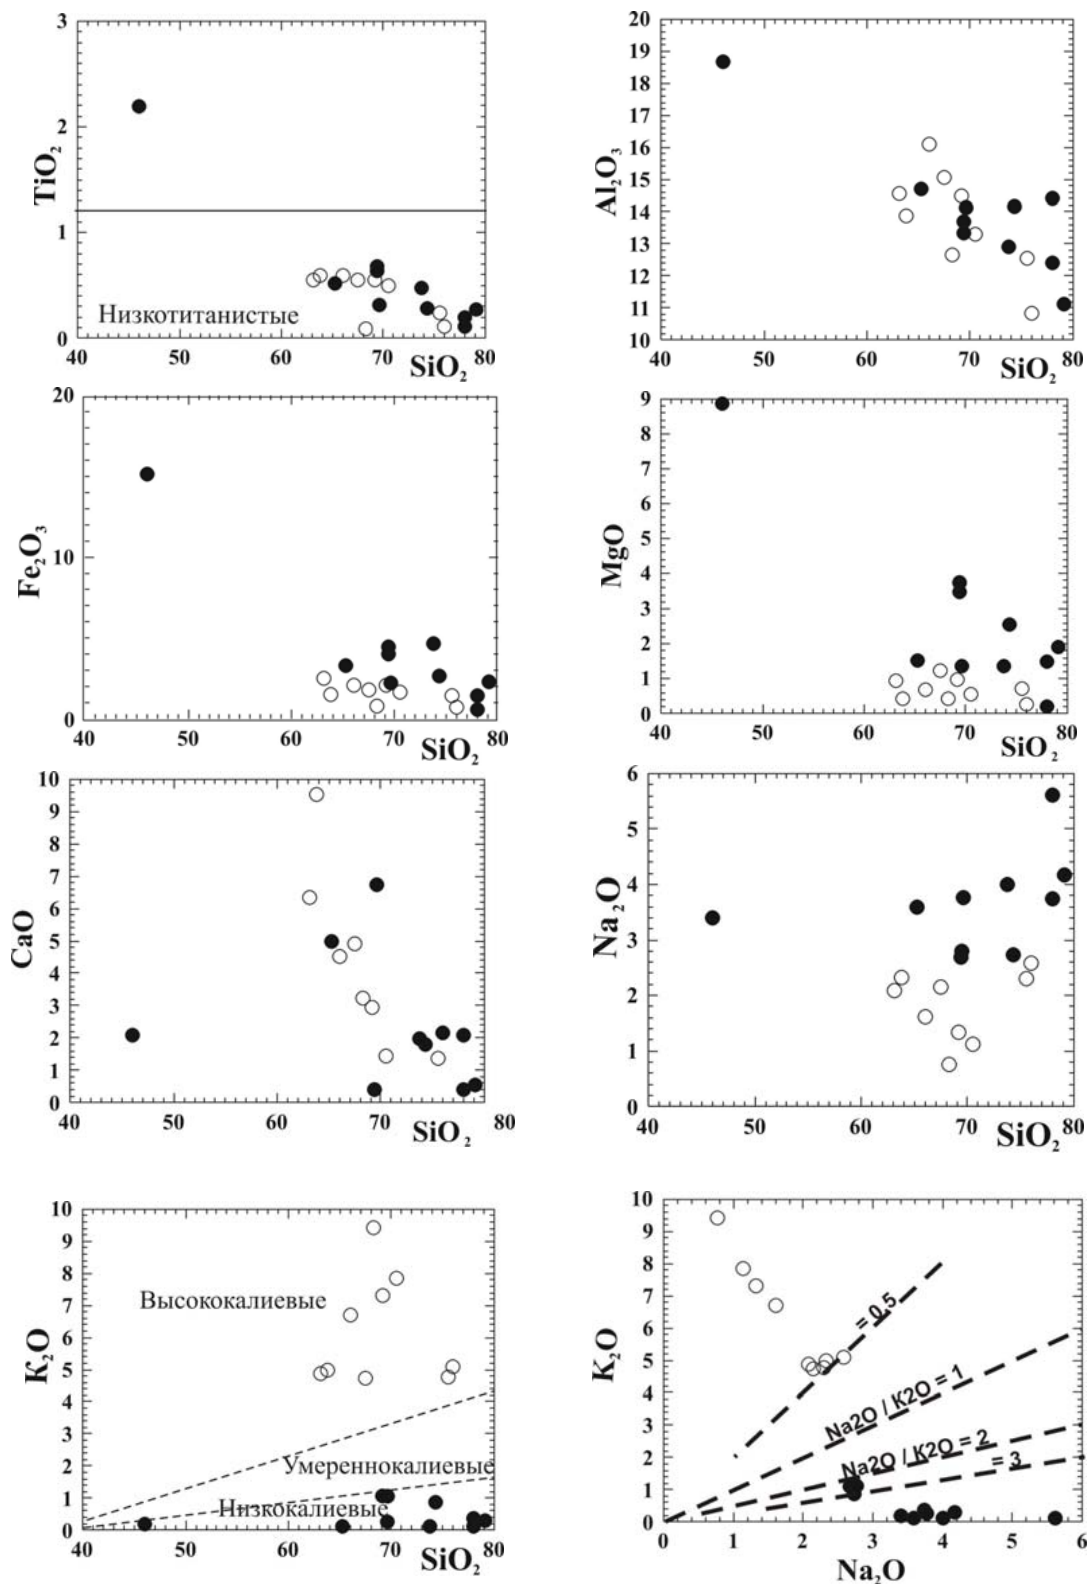 3
2
1
0
TiO₂
Низкотитанистые
40 50 60 70 80
SiO₂
20
19
18
17
16
15
14
13
12
11
10
Al₂O₃
40 50 60 70 80
SiO₂
20
10
0
Fe₂O₃
40 50 60 70 80
SiO₂
9
8
7
6
5
4
3
2
1
0
MgO
40 50 60 70 80
SiO₂
10
9
8
7
6
5
4
3
2
1
0
CaO
40 50 60 70 80
SiO₂
6
5
4
3
2
1
0
Na₂O
40 50 60 70 80
SiO₂
10
9
8
7
6
5
4
3
2
1
0
K₂O
Высококалиевые
Умереннокалиевые
Низкокалиевые
40 50 60 70 80
SiO₂
10
9
8
7
6
5
4
3
2
1
0
K₂O
= 0,5
Na2O / K2O = 1
Na2O / K2O = 2
= 3
0 1 2 3 4 5 6
Na₂O